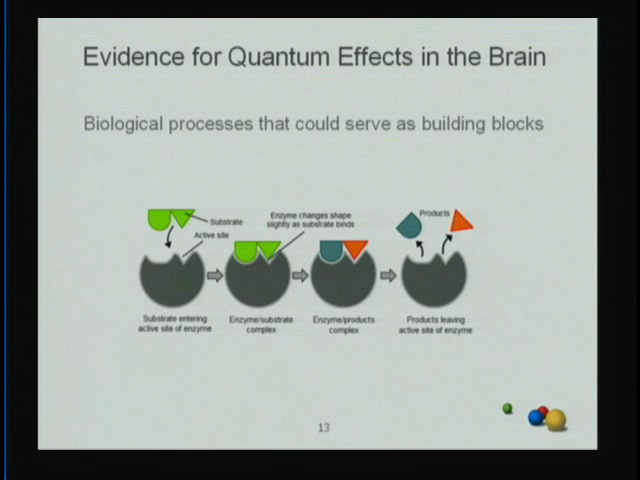 Evidence for Quantum Effects in the Brain
Biological processes that could serve as building blocks
Substrate
Active site
Enzyme changes shape
slightly as substrate binds
Products
Substrate entering
active site of enzyme
Enzyme/substrate
complex
Enzyme/products
complex
Products leaving
active site of enzyme
13